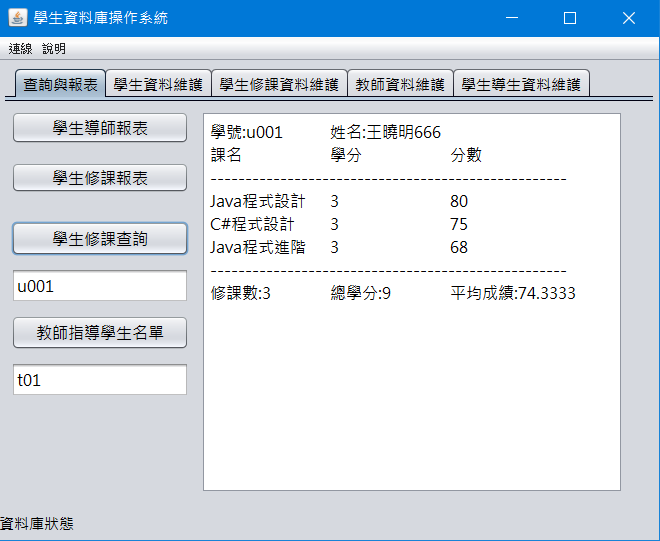 學生資料庫操作系統
連線 說明
查詢與報表 學生資料維護 學生修課資料維護 教師資料維護 學生導生資料維護
學生導師報表
學生修課報表
學生修課查詢
u001
教師指導學生名單
t01
學號:u001 姓名:王曉明666
課名 學分 分數
---------------------------------------------------
Java程式設計 3 80
C#程式設計 3 75
Java程式進階 3 68
---------------------------------------------------
修課數:3 總學分:9 平均成績:74.3333
資料庫狀態